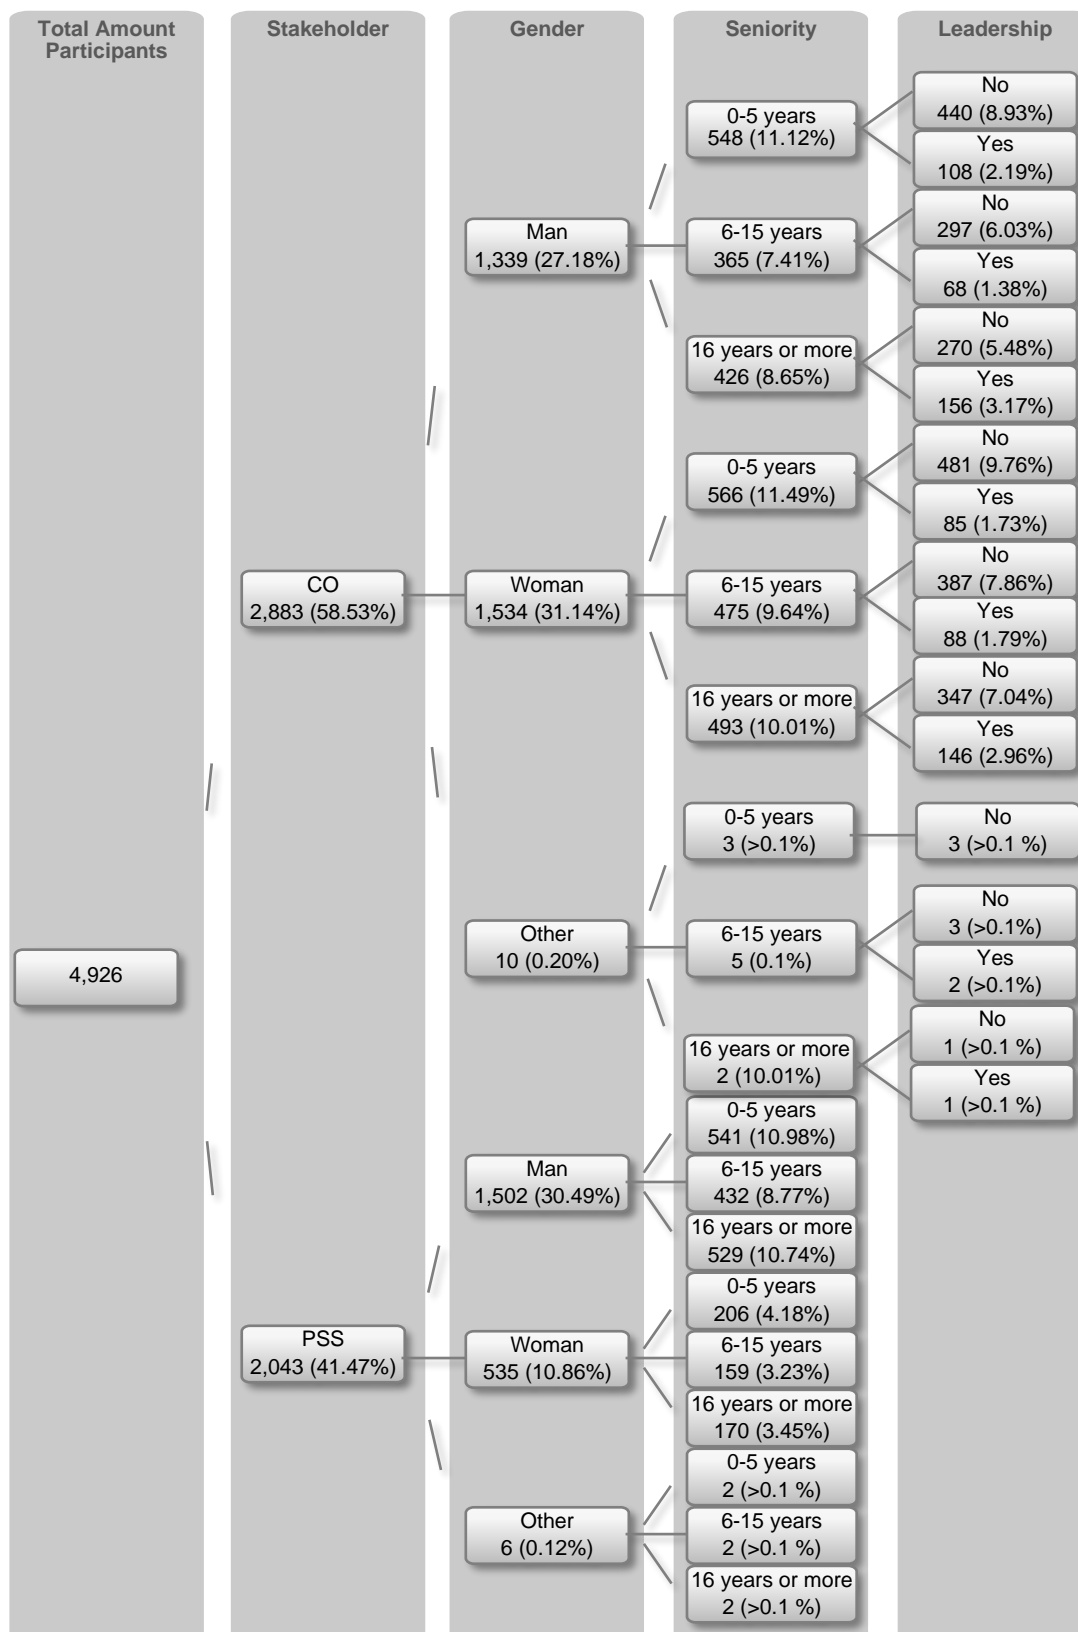 Total Amount
Participants
Stakeholder
Gender
Seniority
Leadership
4,926
CO
2,883 (58.53%)
Man
1,339 (27.18%)
0-5 years
548 (11.12%)
No
440 (8.93%)
Yes
108 (2.19%)
6-15 years
365 (7.41%)
No
297 (6.03%)
Yes
68 (1.38%)
16 years or more
426 (8.65%)
No
270 (5.48%)
Yes
156 (3.17%)
Woman
1,534 (31.14%)
0-5 years
566 (11.49%)
No
481 (9.76%)
Yes
85 (1.73%)
6-15 years
475 (9.64%)
No
387 (7.86%)
Yes
88 (1.79%)
16 years or more
493 (10.01%)
No
347 (7.04%)
Yes
146 (2.96%)
Other
10 (0.20%)
0-5 years
3 (>0.1%)
No
3 (>0.1 %)
6-15 years
5 (0.1%)
No
3 (>0.1%)
Yes
2 (>0.1%)
16 years or more
2 (10.01%)
No
1 (>0.1 %)
Yes
1 (>0.1 %)
PSS
2,043 (41.47%)
Man
1,502 (30.49%)
0-5 years
541 (10.98%)
6-15 years
432 (8.77%)
16 years or more
529 (10.74%)
Woman
535 (10.86%)
0-5 years
206 (4.18%)
6-15 years
159 (3.23%)
16 years or more
170 (3.45%)
Other
6 (0.12%)
0-5 years
2 (>0.1 %)
6-15 years
2 (>0.1 %)
16 years or more
2 (>0.1 %)